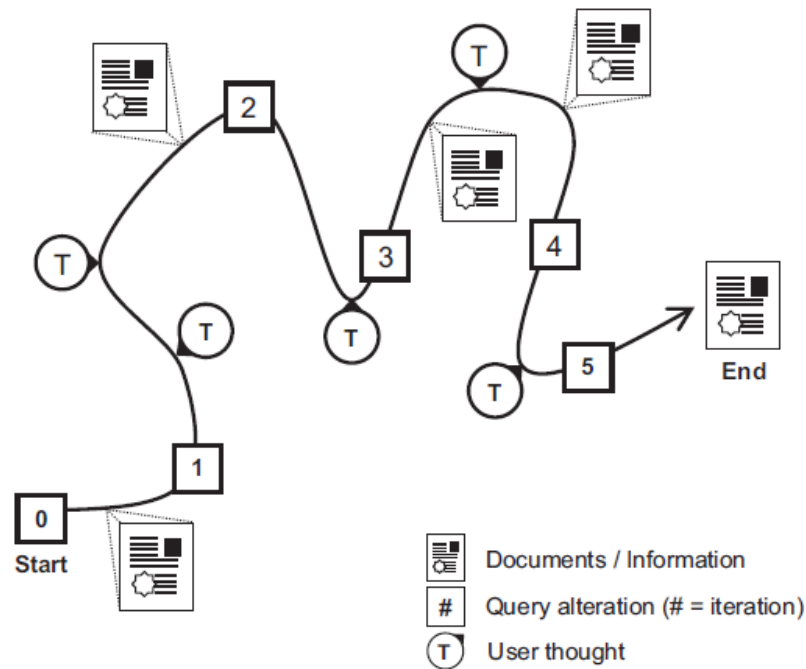 T
2
T
3
4
T
T
T
5
T
End
1
0
Start
Documents / Information
# Query alteration (# = iteration)
T User thought